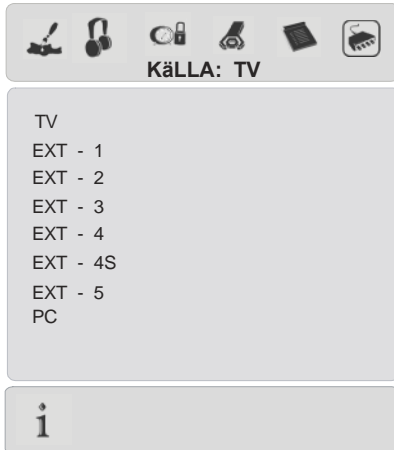 KäLLA: TV
TV
EXT - 1
EXT - 2
EXT - 3
EXT - 4
EXT - 4S
EXT - 5
PC
i